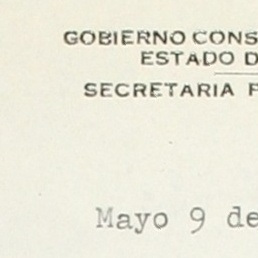 GOBIERNO CONS
ESTADO D
SECRETARIA F
Mayo 9 de